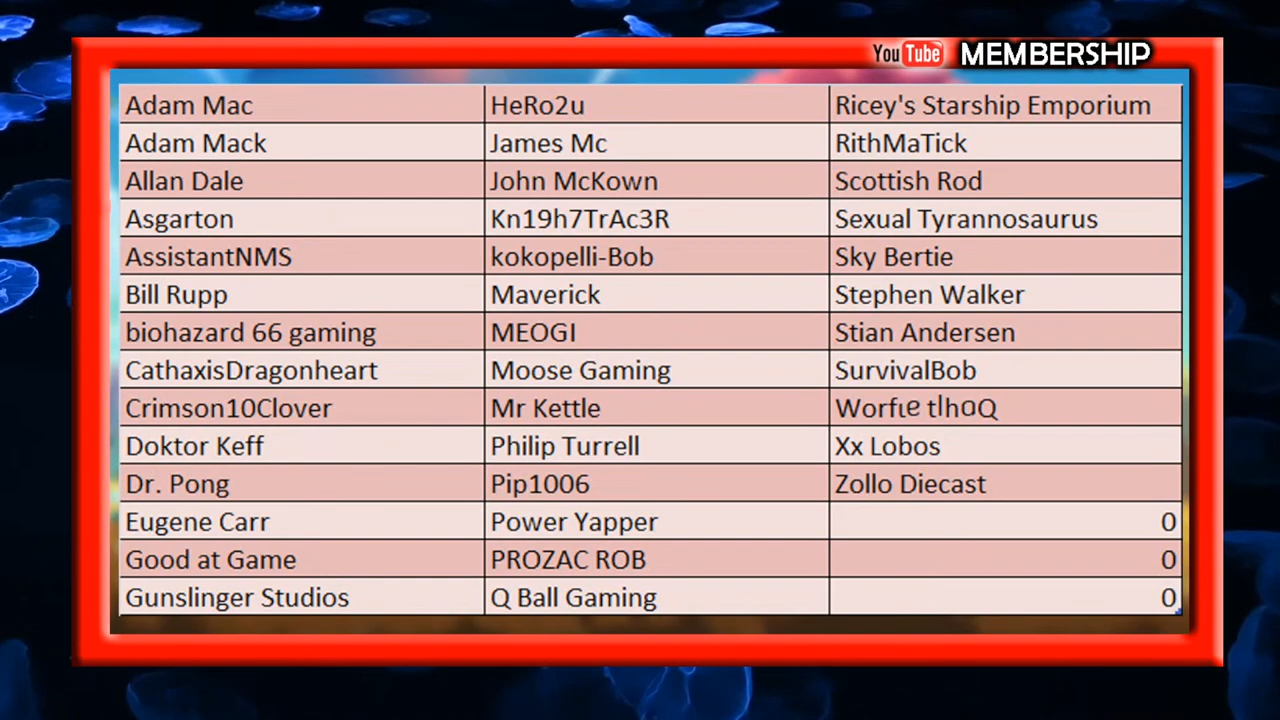 YouTube MEMBERSHIP
Adam Mac HeRo2u Ricey's Starship Emporium
Adam Mack James Mc RithMaTick
Allan Dale John McKown Scottish Rod
Asgarton Kn19h7TrAc3R Sexual Tyrannosaurus
AssistantNMS kokopelli-Bob Sky Bertie
Bill Rupp Maverick Stephen Walker
biohazard 66 gaming MEOGI Stian Andersen
CathaxisDragonheart Moose Gaming SurvivalBob
Crimson10Clover Mr Kettle
Doktor Keff Philip Turrell Xx Lobos
Dr. Pong Pip1006 Zollo Diecast
Eugene Carr Power Yapper 0
Good at Game PROZAC ROB 0
Gunslinger Studios Q Ball Gaming 0